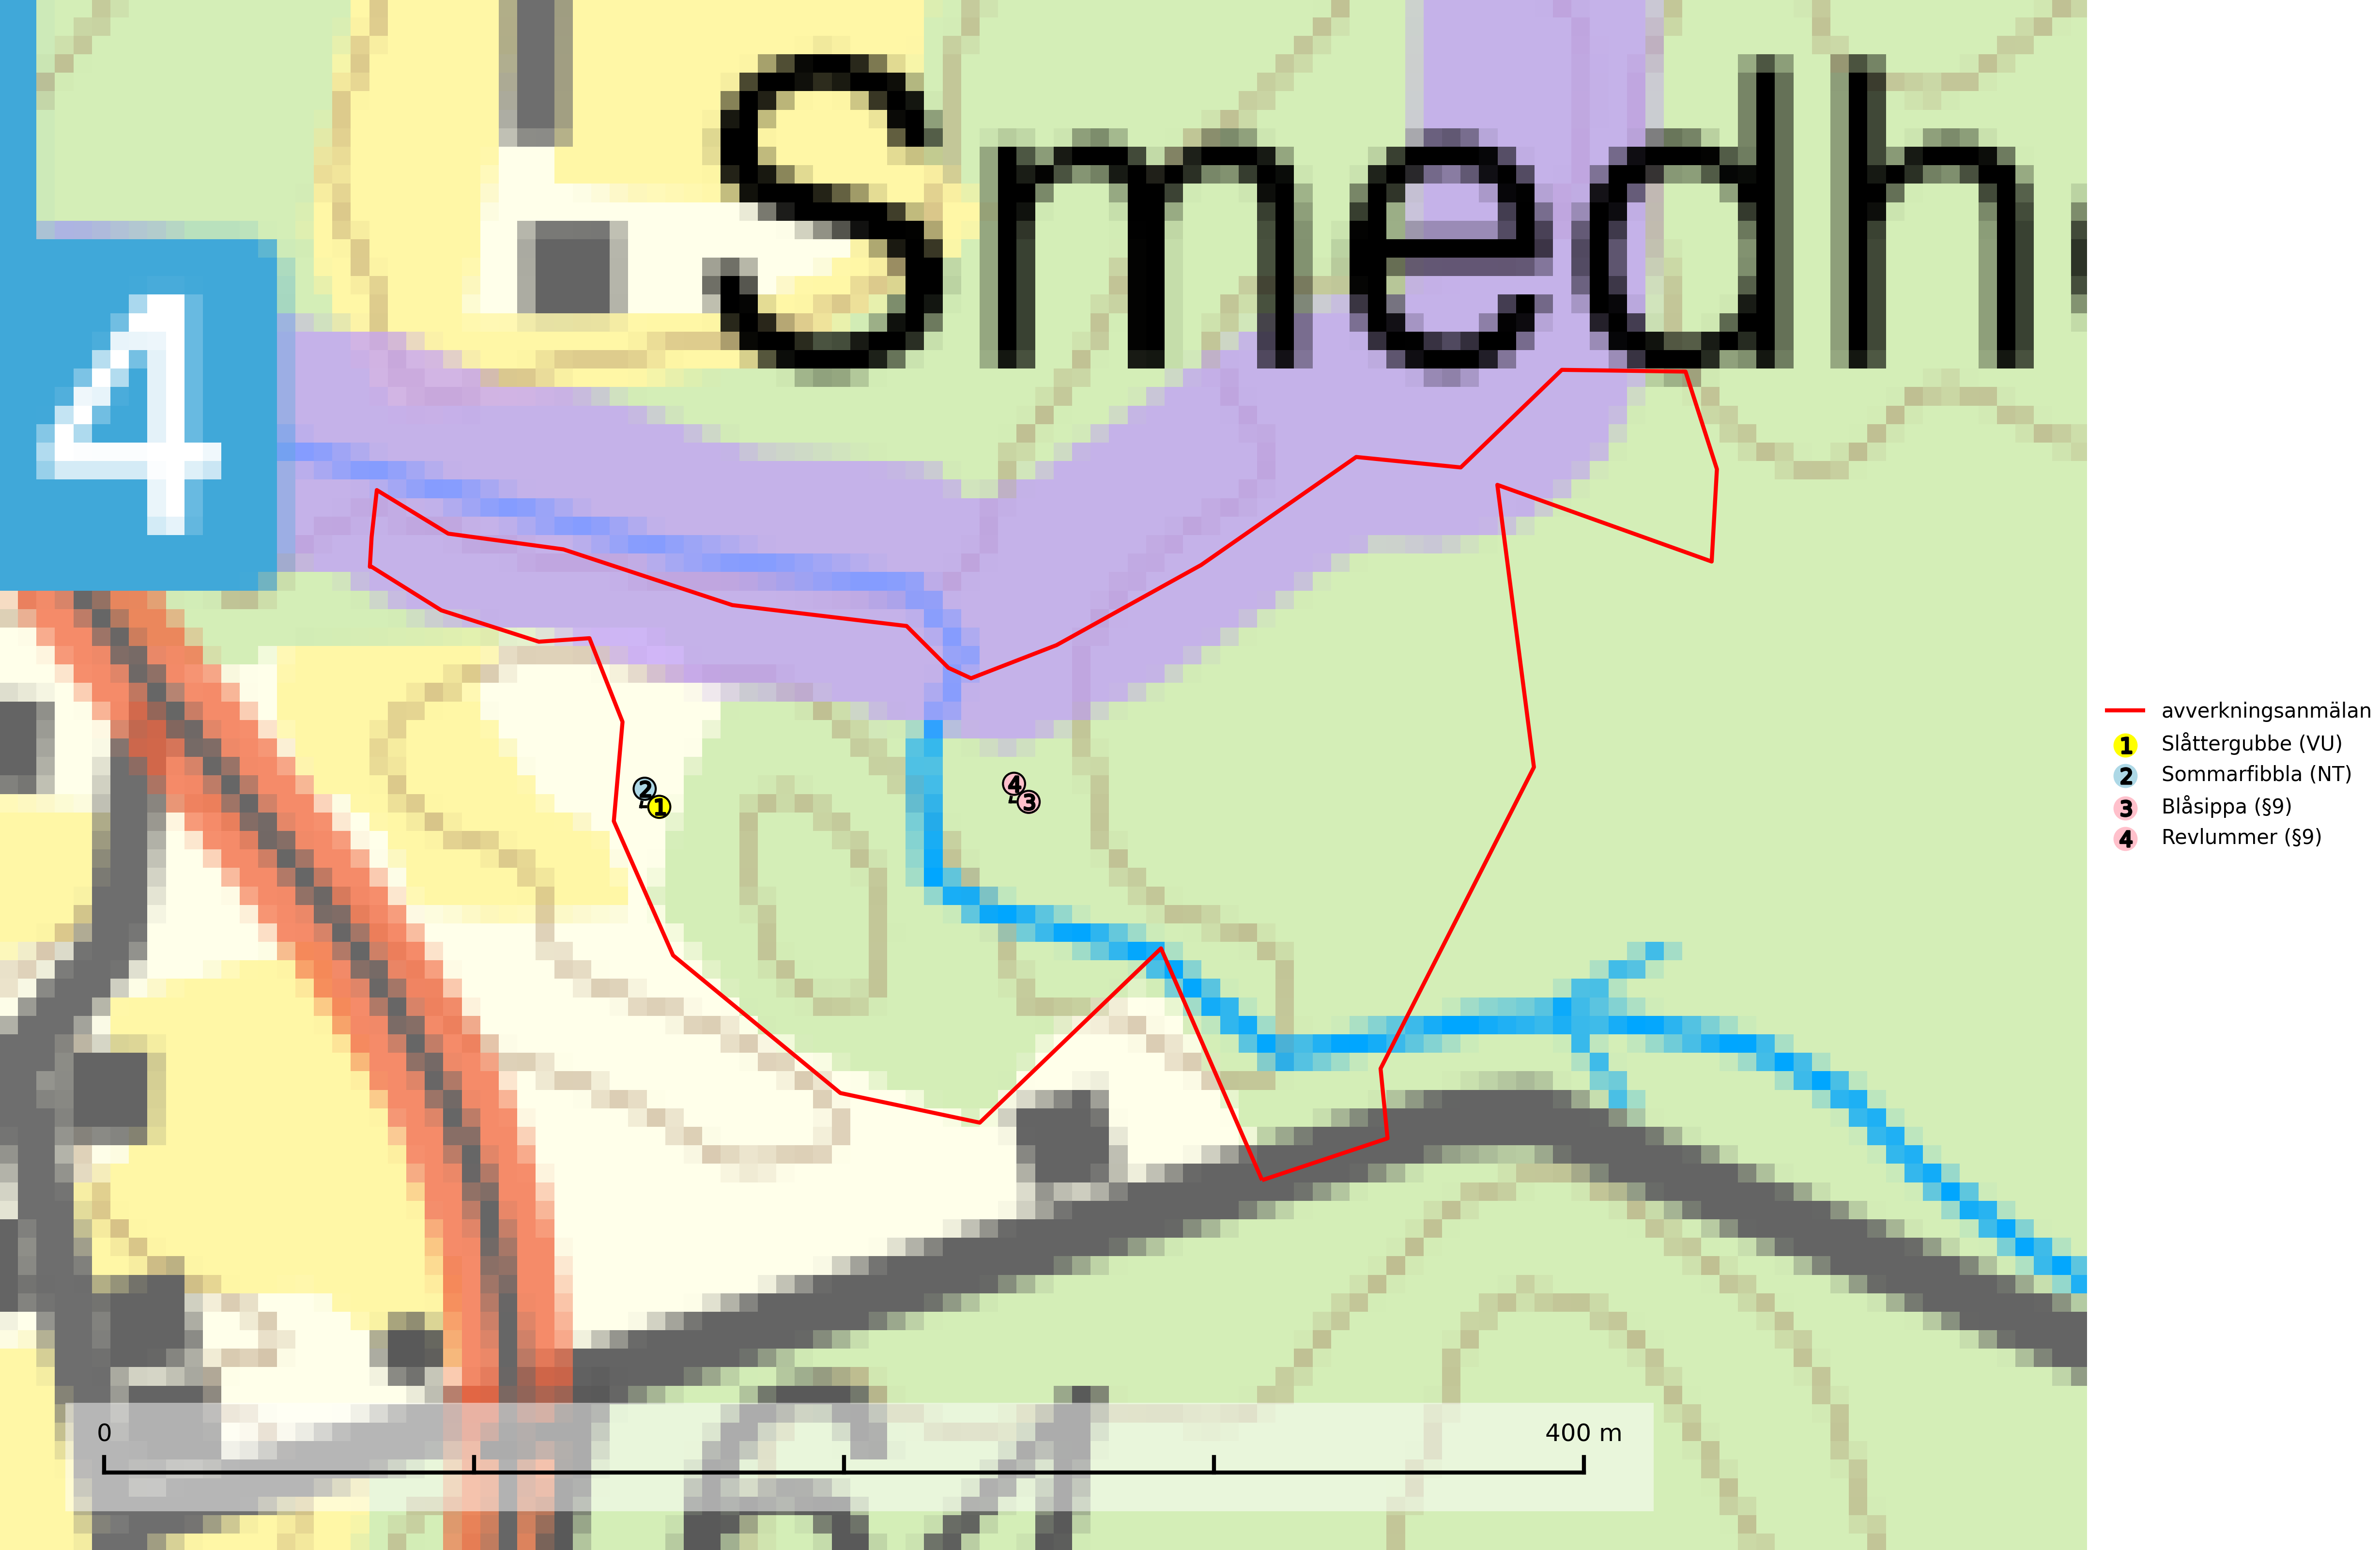 Smedh
4
2
1
4
3
avverkningsanmälan
1 Slåttergubbe (VU)
2 Sommarfibbla (NT)
3 Blåsippa (§9)
4 Revlummer (§9)
0
400 m